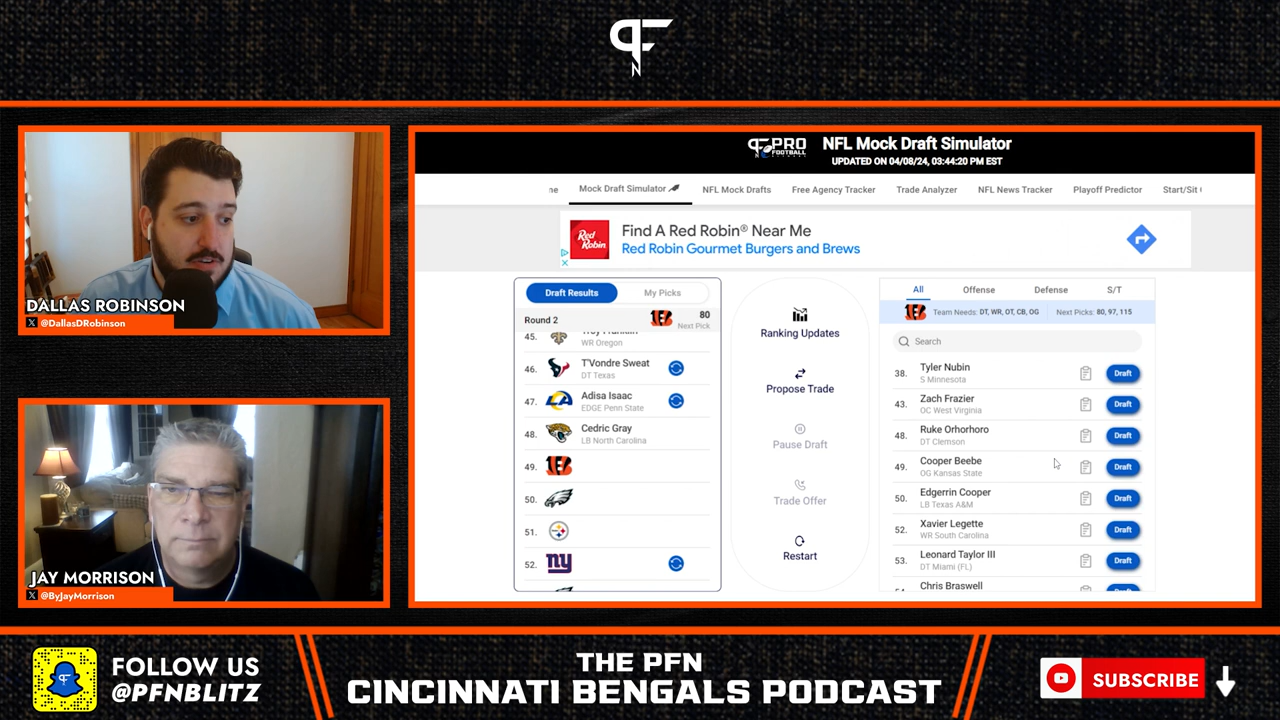 PFN
DALLAS ROBINSON
X @DallasDRobinson
JAY MORRISON
X @ByJayMorrison
PRO
FOOTBALL
NFL Mock Draft Simulator
UPDATED ON 04/08/24, 03:44:20 PM EST
me
Mock Draft Simulator
NFL Mock Drafts
Free Agency Tracker
Trade Analyzer
NFL News Tracker
Playoff Predictor
Start/Sit
Red Robin
Find A Red Robin® Near Me
Red Robin Gourmet Burgers and Brews
Draft Results
My Picks
Round 2
80
Next Pick
45. Troy Franklin
WR Oregon
46. T'Vondre Sweat
DT Texas
47. Adisa Isaac
EDGE Penn State
48. Cedric Gray
LB North Carolina
49.
50.
51.
52. ny
Ranking Updates
Propose Trade
Pause Draft
Trade Offer
Restart
All
Offense
Defense
S/T
Team Needs: DT, WR, OT, CB, OG
Next Picks: 80, 97, 115
Search
38. Tyler Nubin Draft
S Minnesota
43. Zach Frazier Draft
OC West Virginia
48. Ruke Orhorhoro Draft
DT Clemson
49. Cooper Beebe Draft
OG Kansas State
50. Edgerrin Cooper Draft
LB Texas A&M
52. Xavier Legette Draft
WR South Carolina
53. Leonard Taylor III Draft
DT Miami (FL)
54. Chris Braswell Draft
FOLLOW US
@PFNBLITZ
THE PFN
CINCINNATI BENGALS PODCAST
SUBSCRIBE